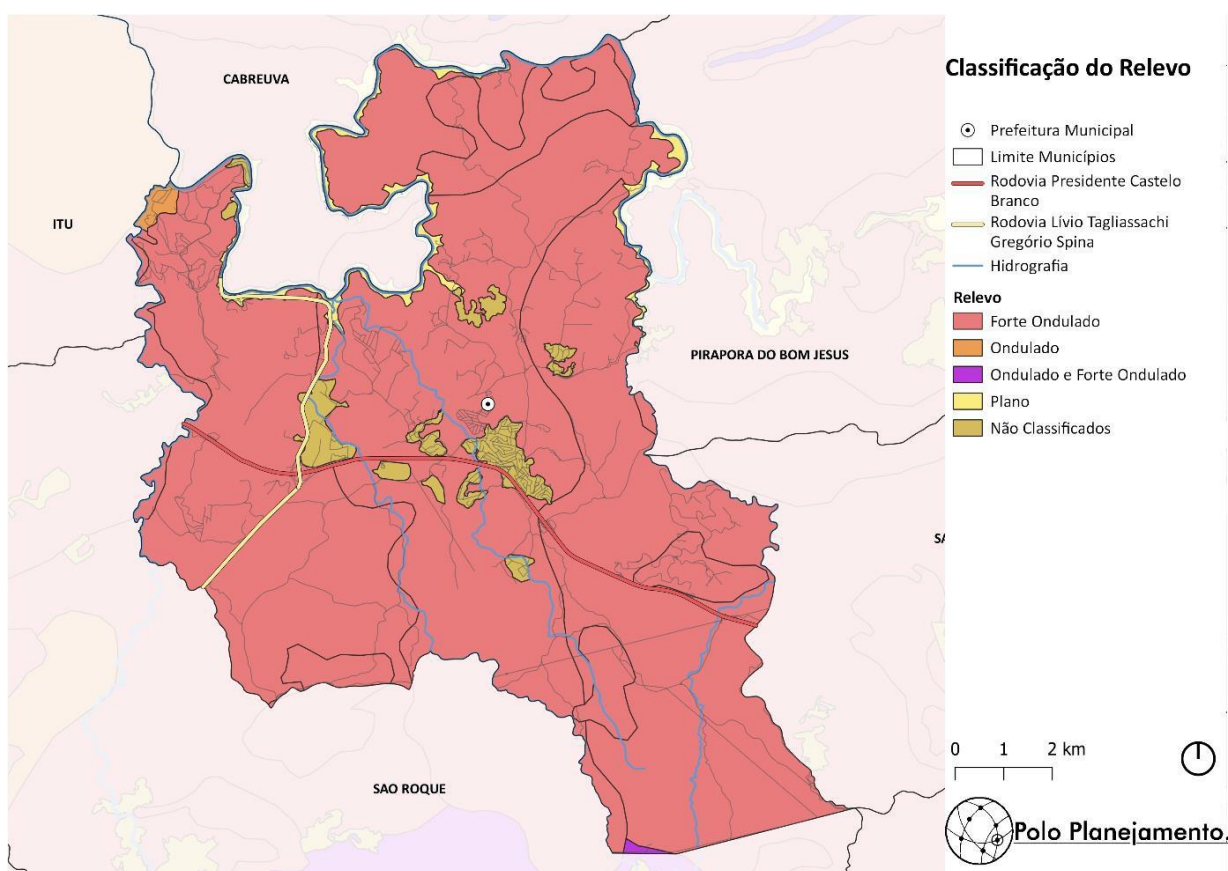 CABREUVA
ITU
PIRAPORA DO BOM JESUS
SA
SAO ROQUE
Classificação do Relevo
Prefeitura Municipal
Limite Municípios
Rodovia Presidente Castelo
Branco
Rodovia Lívio Tagliassachi
Gregório Spina
Hidrografia
Relevo
Forte Ondulado
Ondulado
Ondulado e Forte Ondulado
Plano
Não Classificados
0 1 2 km
Polo Planejamento.